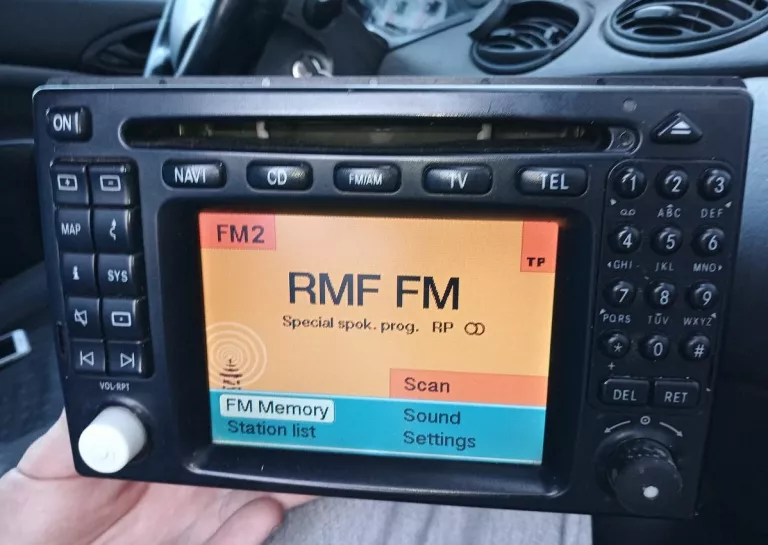 ON
NAVI
CD
FM/AM
TV
TEL
MAP
i
SYS
VOL·RPT
FM2
TP
RMF FM
Special spok. prog. RP
Scan
FM Memory
Sound
Station list
Settings
1
2
3
ABC
DEF
4
5
6
GHI
JKL
MNO
7
8
9
PQRS
TUV
WXYZ
*
0
#
+
DEL
RET